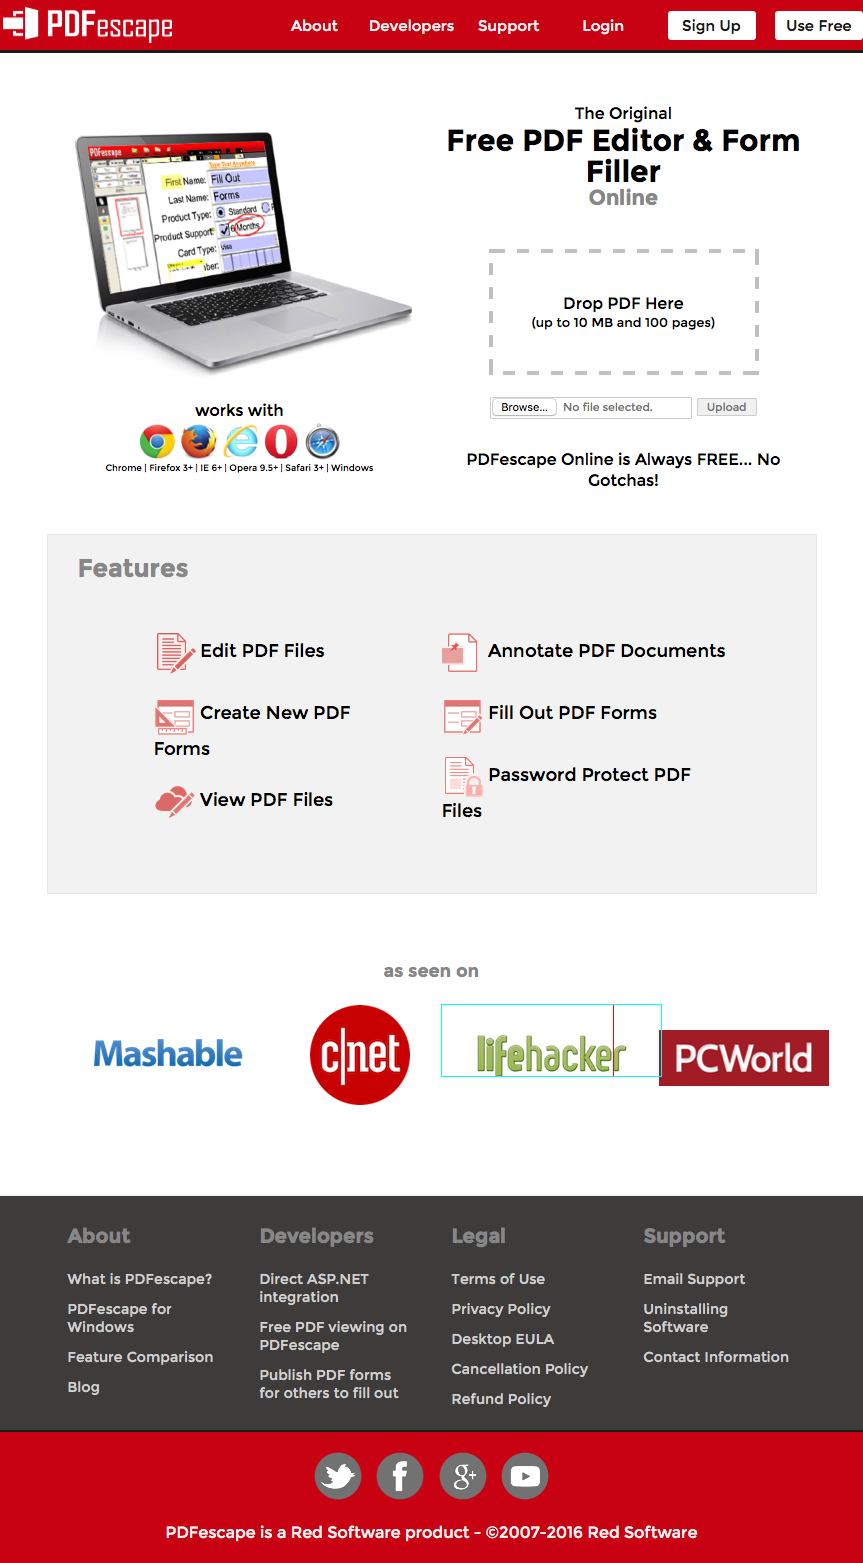 PDFescape
About Developers Support Login Sign Up Use Free
PDFescape
Type Text Anywhere
First Name: Fill Out
Last Name: Forms
Product Type: Standard
Product Support: 6 Months
Card Type: Visa
The Original
Free PDF Editor & Form
Filler
Online
Drop PDF Here
(up to 10 MB and 100 pages)
Browse... No file selected. Upload
works with
Chrome | Firefox 3+ | IE 6+ | Opera 9.5+ | Safari 3+ | Windows
PDFescape Online is Always FREE... No
Gotchas!
Features
Edit PDF Files
Create New PDF
Forms
View PDF Files
Annotate PDF Documents
Fill Out PDF Forms
Password Protect PDF
Files
as seen on
Mashable
c|net
lifehacker
PCWorld
About
What is PDFescape?
PDFescape for
Windows
Feature Comparison
Blog
Developers
Direct ASP.NET
integration
Free PDF viewing on
PDFescape
Publish PDF forms
for others to fill out
Legal
Terms of Use
Privacy Policy
Desktop EULA
Cancellation Policy
Refund Policy
Support
Email Support
Uninstalling
Software
Contact Information
PDFescape is a Red Software product - ©2007-2016 Red Software